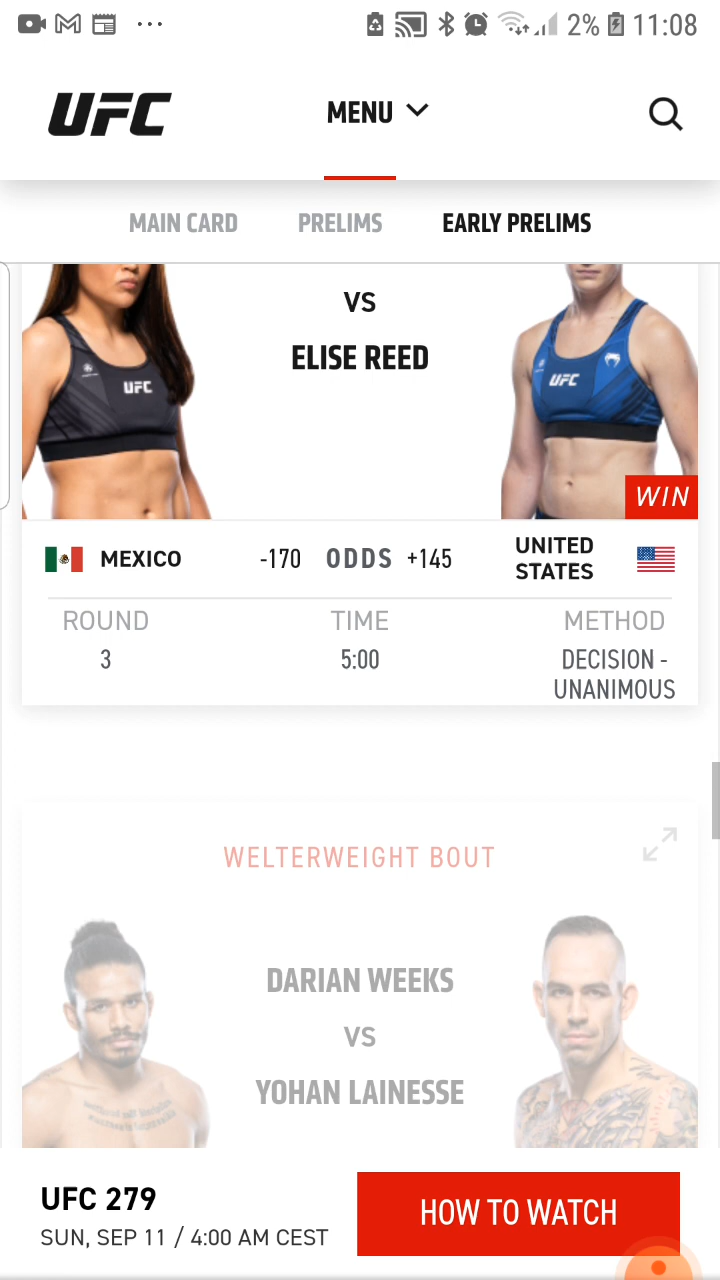 2% 11:08
UFC MENU
MAIN CARD PRELIMS EARLY PRELIMS
VS
ELISE REED
UFC
UFC
WIN
MEXICO -170 ODDS +145 UNITED STATES
ROUND TIME METHOD
3 5:00 DECISION -
UNANIMOUS
WELTERWEIGHT BOUT
DARIAN WEEKS
VS
YOHAN LAINESSE
UFC 279
SUN, SEP 11 / 4:00 AM CEST
HOW TO WATCH